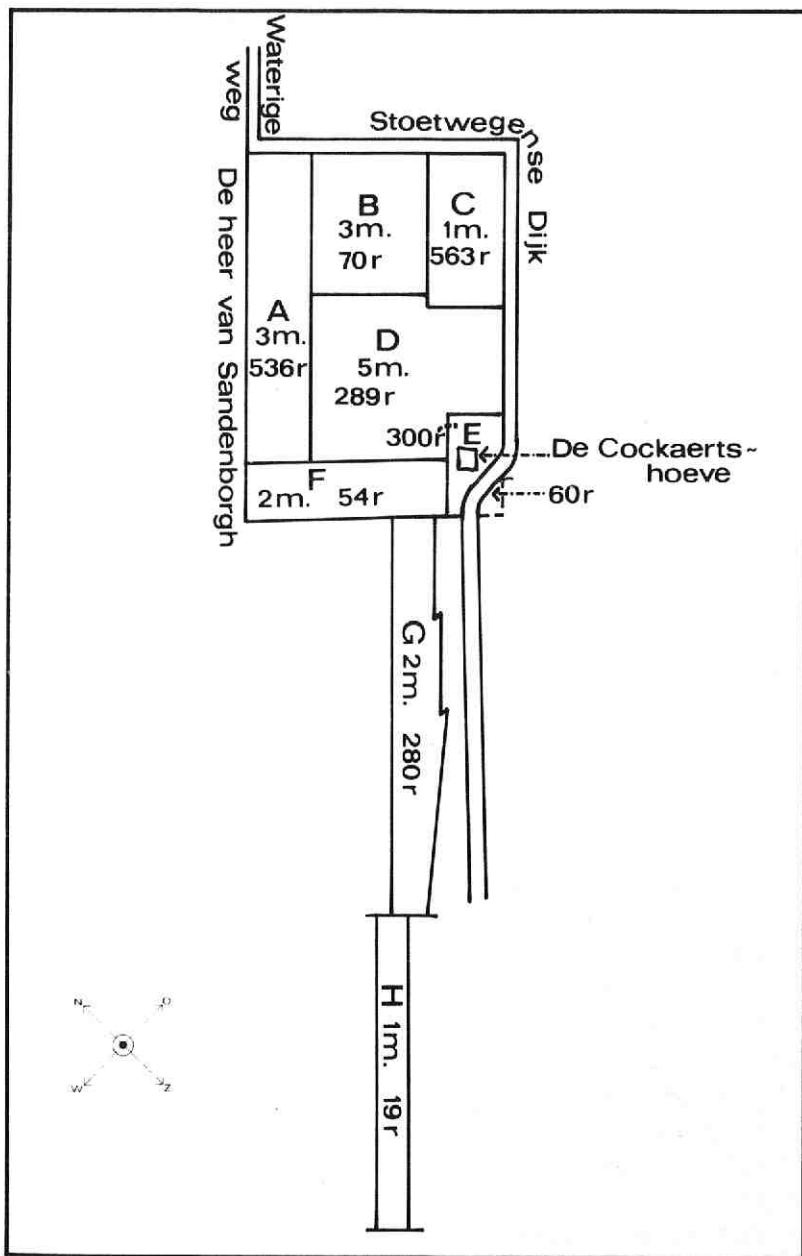 Waterige
weg
Stoetwegense Dijk
De heer van Sandenborgh
A
3m.
536r
B
3m.
70r
C
1m.
563r
D
5m.
289r
300r
E
De Cockaerts~
hoeve
60r
F
2m. 54r
G 2m. 280r
H 1m. 19r
N
O
W
Z